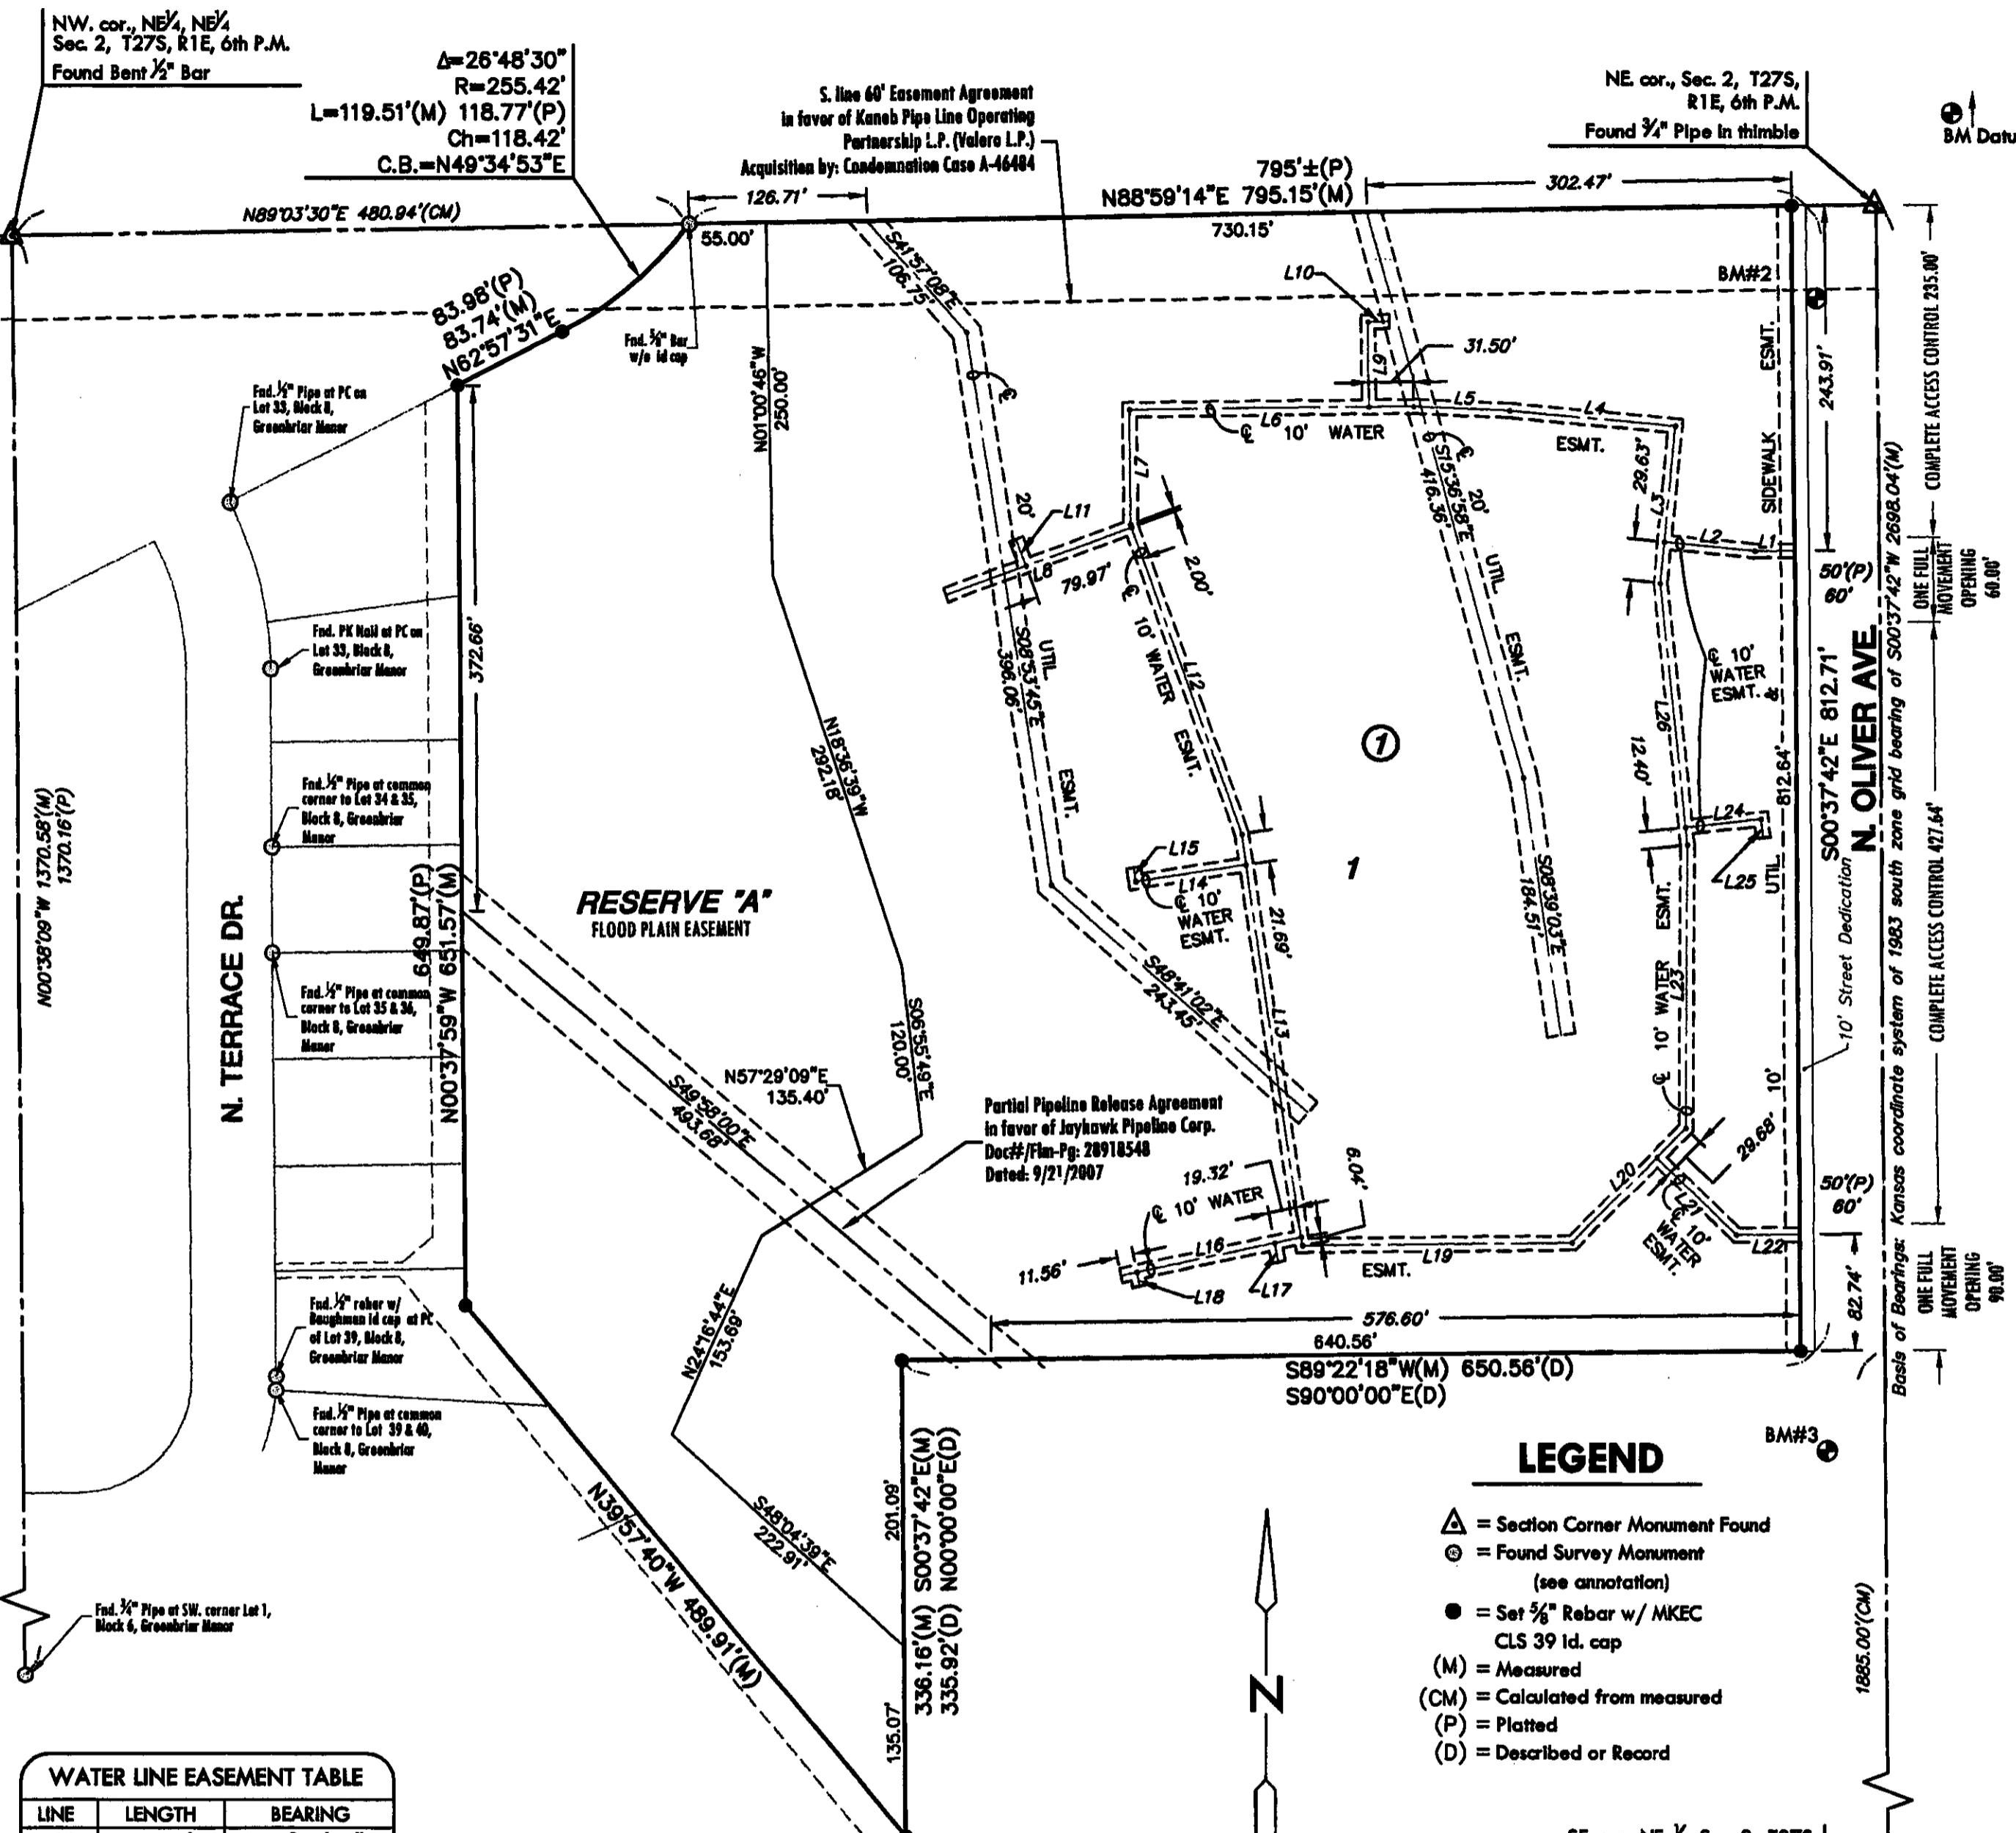 NW. cor., NE¼, NE¼
Sec. 2, T27S, R1E, 6th P.M.
Found Bent ½" Bar
Δ=26°48'30"
R=255.42'
L=119.51'(M) 118.77'(P)
Ch=118.42'
C.B.=N49°34'53"E
S. line 60' Easement Agreement
in favor of Kaneb Pipe Line Operating
Partnership L.P. (Valero L.P.)
Acquisition by: Condemnation Case A-46484
NE. cor., Sec. 2, T27S,
R1E, 6th P.M.
Found ¾" Pipe in thimble
BM Datu
N89°03'30"E 480.94'(CM)
126.71'
795'±(P)
N88°59'14"E 795.15'(M)
302.47'
55.00'
730.15'
83.98'(P)
83.74'(M)
N62°57'31"E
Fnd. ⅝" Bar
w/o id cap
S41°57'08"E
106.75'
L10
BM#2
31.50'
L9
L5
L4
L6
℄ 10' WATER
ESMT.
L7
N01°00'46"W
250.00'
℄
20'
L11
L8
79.97'
2.00'
℄
S15°36'58"E
416.36'
℄
20'
UTIL
ESMT.
29.63'
L3
L2
L1
SIDEWALK ESMT.
243.91'
COMPLETE ACCESS CONTROL 235.00'
ONE FULL
MOVEMENT
OPENING
60.00'
50'(P)
60'
Fnd. ½" Pipe at PC on
Lot 33, Block 8,
Greenbriar Manor
Fnd. PK Nail at PC on
Lot 33, Block 8,
Greenbriar Manor
372.66'
S08°53'45"E
396.06'
UTIL
ESMT.
10' WATER
ESMT.
L12
N18°36'39"W
292.18'
1
1
L26
12.40'
℄ 10'
WATER
ESMT. &
812.64'
S00°37'42"E 812.71'
N. OLIVER AVE.
L24
L25
UTIL
Fnd. ½" Pipe at common
corner to Lot 34 & 35,
Block 8, Greenbriar
Manor
N00°38'09"W 1370.58'(M)
1370.16'(P)
N. TERRACE DR.
649.87'(P)
N00°37'59"W 651.57'(M)
RESERVE "A"
FLOOD PLAIN EASEMENT
L15
L14
℄ 10'
WATER
ESMT.
21.69'
L13
S08°39'03"E
184.51'
ESMT.
L23
℄ 10' WATER
10'
10' Street Dedication
COMPLETE ACCESS CONTROL 427.64'
Basis of Bearings: Kansas coordinate system of 1983 south zone grid bearing of S00°37'42"W 2698.04'(M)
Fnd. ½" Pipe at common
corner to Lot 35 & 36,
Block 8, Greenbriar
Manor
S48°41'02"E
243.45'
S06°55'49"E
120.00'
S49°58'00"E
493.68'
N57°29'09"E
135.40'
Partial Pipeline Release Agreement
in favor of Jayhawk Pipeline Corp.
Doc#/Flm-Pg: 28918548
Dated: 9/21/2007
19.32'
6.04'
℄ 10' WATER
L16
11.56'
L18
L17
ESMT.
L19
L20
29.68'
L21
℄ 10'
WATER
ESMT.
L22
50'(P)
60'
82.74'
ONE FULL
MOVEMENT
OPENING
90.00'
Fnd. ½" rebar w/
Baughman id cap at PC
of Lot 39, Block 8,
Greenbriar Manor
N24°16'44"E
153.69'
576.60'
640.56'
S89°22'18"W(M) 650.56'(D)
S90°00'00"E(D)
Fnd. ½" Pipe at common
corner to Lot 39 & 40,
Block 8, Greenbriar
Manor
N39°57'40"W 489.91'(M)
S48°04'39"E
222.91'
201.09'
135.07'
336.16'(M) S00°37'42"E(M)
335.92'(D) N00°00'00"E(D)
Fnd. ¾" Pipe at SW. corner Lot 1,
Block 6, Greenbriar Manor
N
BM#3
LEGEND
= Section Corner Monument Found
= Found Survey Monument
(see annotation)
= Set ⅝" Rebar w/ MKEC
CLS 39 id. cap
(M) = Measured
(CM) = Calculated from measured
(P) = Platted
(D) = Described or Record
1885.00'(CM)
WATER LINE EASEMENT TABLE
LINE LENGTH BEARING